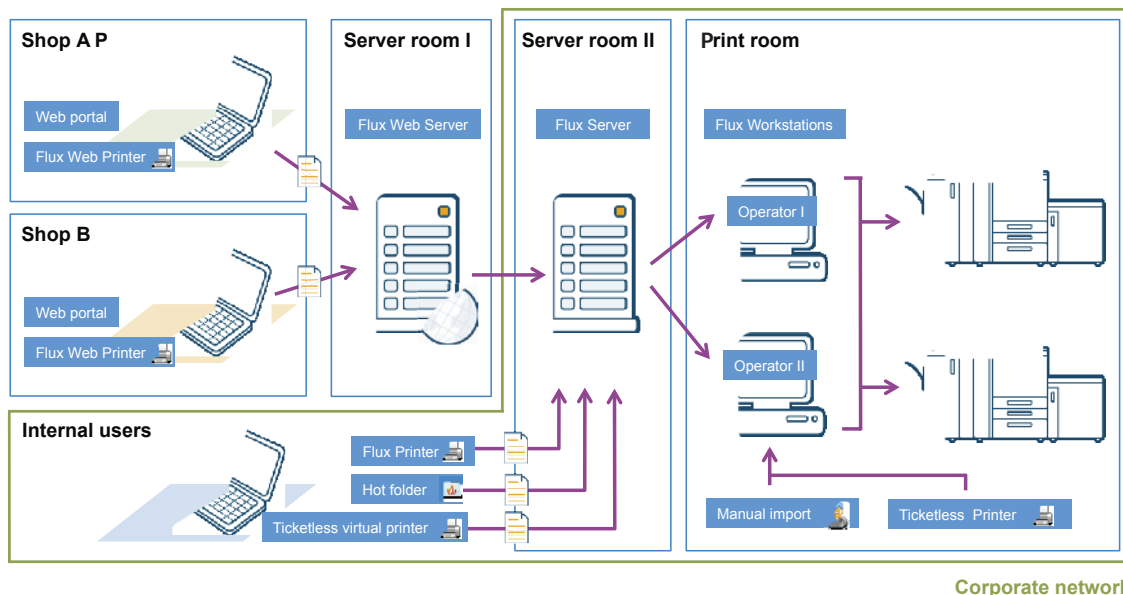 Shop A P
Web portal
Flux Web Printer
Shop B
Web portal
Flux Web Printer
Server room I
Flux Web Server
Server room II
Flux Server
Print room
Flux Workstations
Operator I
Operator II
Manual import
Ticketless Printer
Internal users
Flux Printer
Hot folder
Ticketless virtual printer
Corporate network